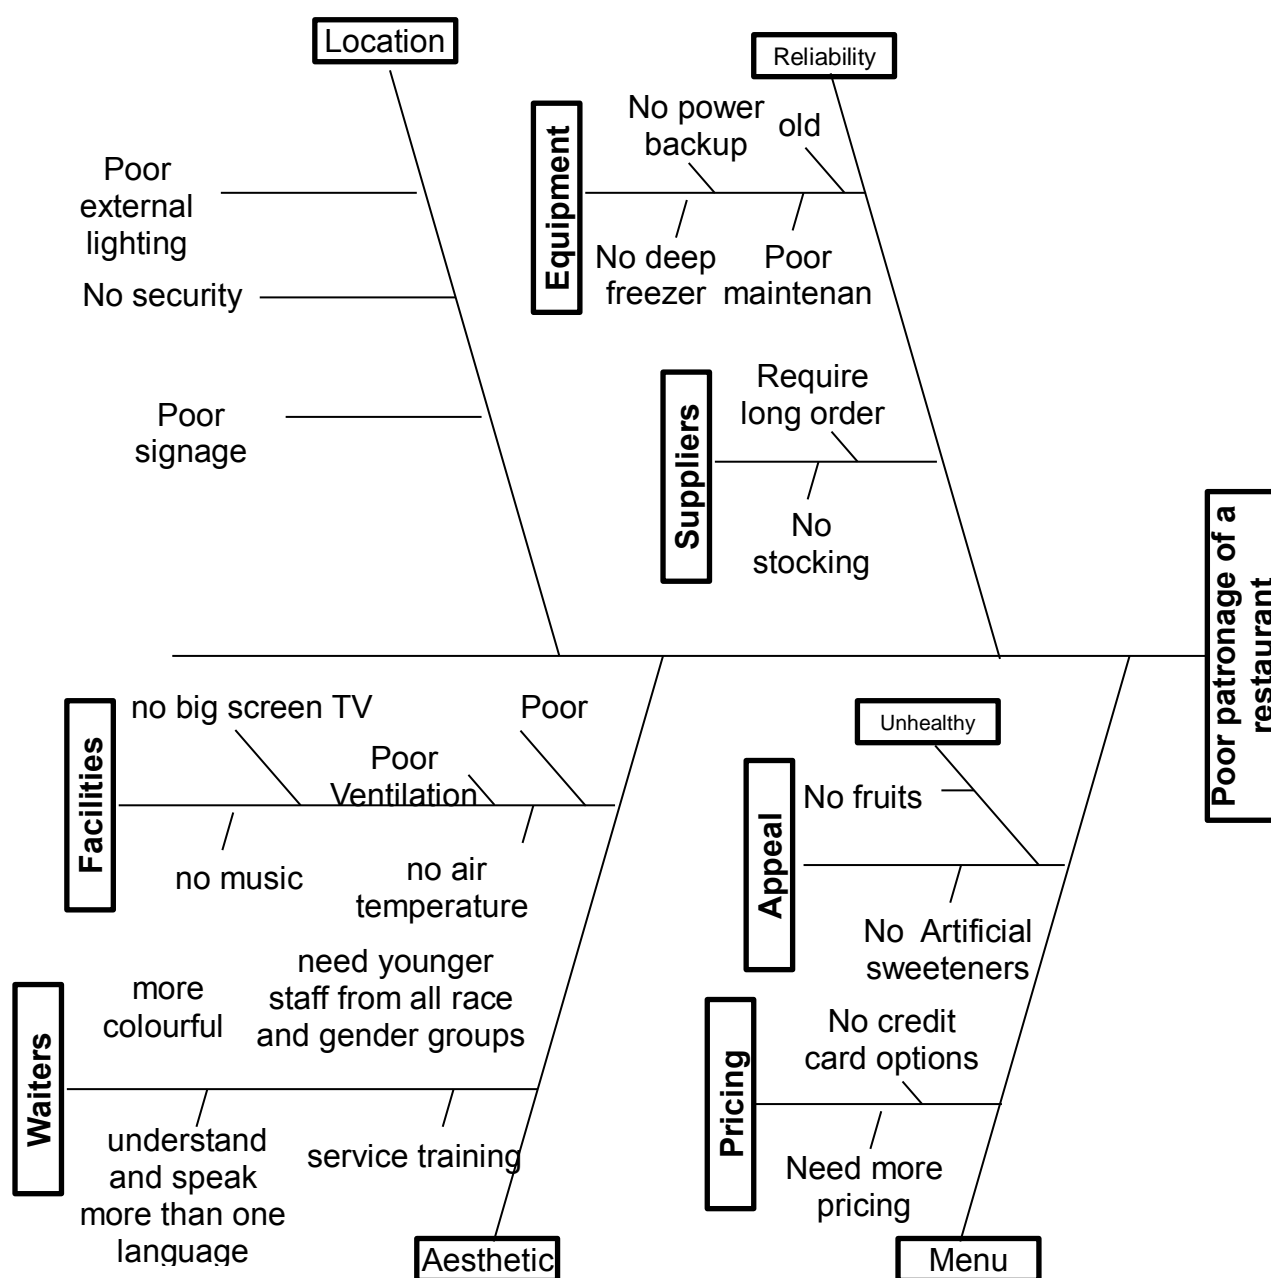 Location
Reliability
Poor
external
lighting
No security
Poor
signage
Equipment
No power
backup
old
No deep
freezer
Poor
maintenan
Suppliers
Require
long order
No
stocking
Poor patronage of a
restaurant
Facilities
no big screen TV
Poor
Ventilation
Poor
no music
no air
temperature
Waiters
more
colourful
need younger
staff from all race
and gender groups
understand
and speak
more than one
language
service training
Aesthetic
Unhealthy
Appeal
No fruits
No Artificial
sweeteners
Pricing
No credit
card options
Need more
pricing
Menu